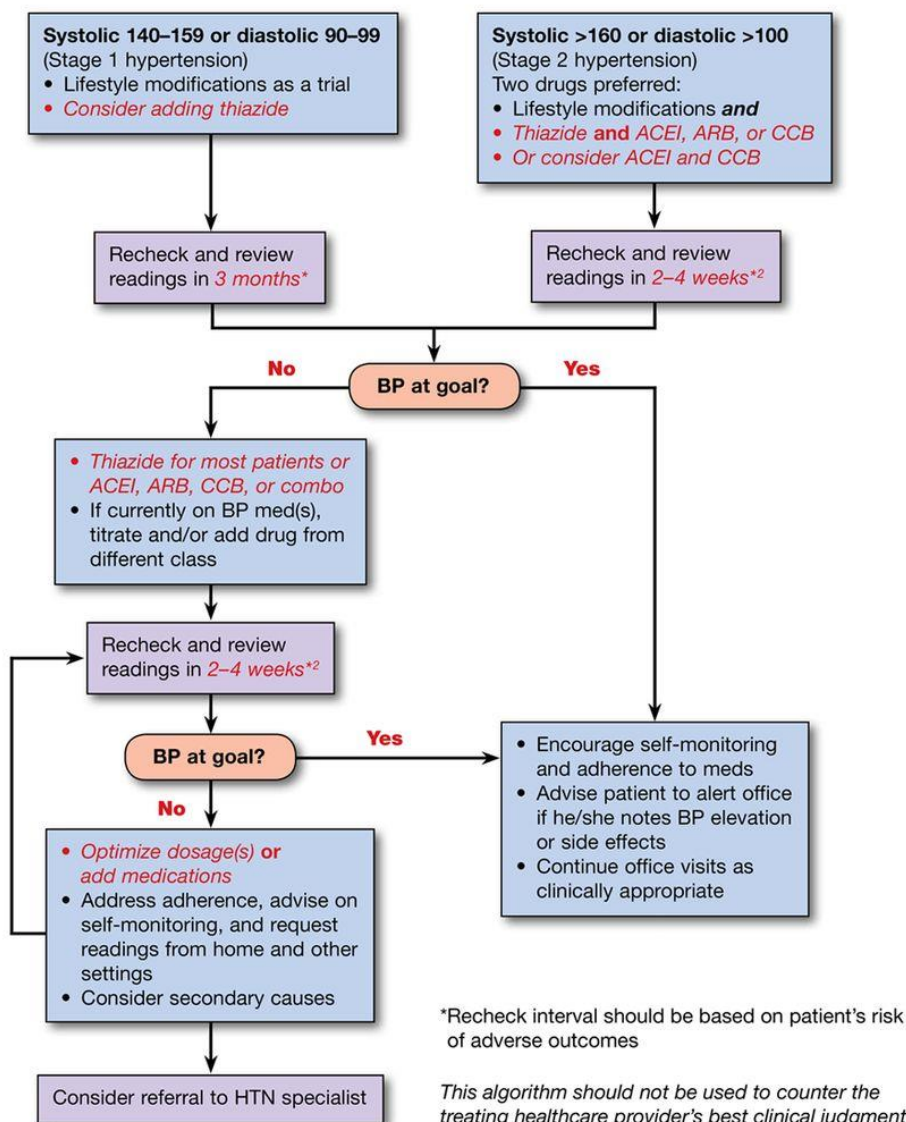 Systolic 140–159 or diastolic 90–99
(Stage 1 hypertension)
• Lifestyle modifications as a trial
• Consider adding thiazide
Systolic >160 or diastolic >100
(Stage 2 hypertension)
Two drugs preferred:
• Lifestyle modifications and
• Thiazide and ACEI, ARB, or CCB
• Or consider ACEI and CCB
Recheck and review
readings in 3 months*
Recheck and review
readings in 2–4 weeks*2
No
BP at goal?
Yes
• Thiazide for most patients or
ACEI, ARB, CCB, or combo
• If currently on BP med(s),
titrate and/or add drug from
different class
Recheck and review
readings in 2–4 weeks*2
BP at goal?
Yes
No
• Encourage self-monitoring
and adherence to meds
• Advise patient to alert office
if he/she notes BP elevation
or side effects
• Continue office visits as
clinically appropriate
• Optimize dosage(s) or
add medications
• Address adherence, advise on
self-monitoring, and request
readings from home and other
settings
• Consider secondary causes
Consider referral to HTN specialist
*Recheck interval should be based on patient's risk
of adverse outcomes
This algorithm should not be used to counter the
treating healthcare provider's best clinical judgment